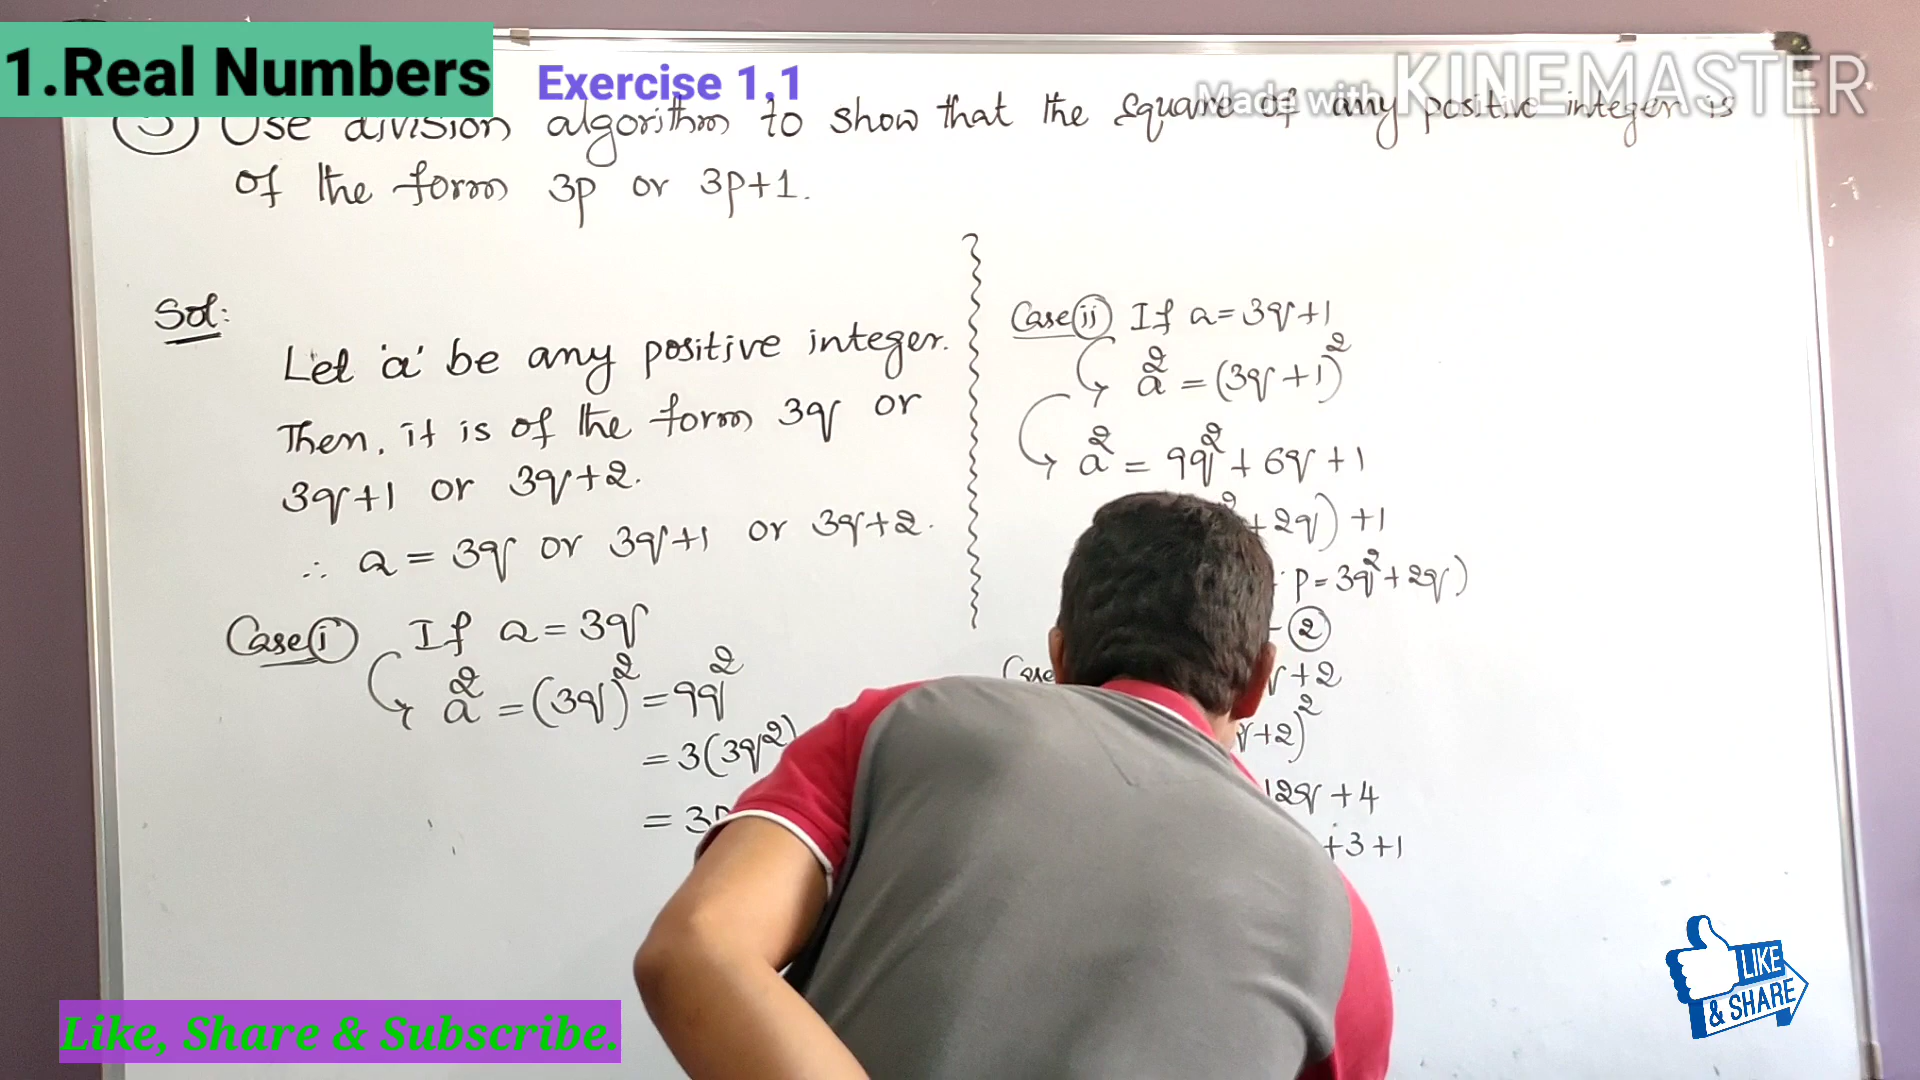 1.Real Numbers
Exercise 1.1
Made with KINEMASTER
③ Use division algorithm to show that the square of any positive integer is
of the form 3p or 3p+1.
Sol:
Let 'a' be any positive integer.
Then, it is of the form 3q or
3q+1 or 3q+2.
∴ a = 3q or 3q+1 or 3q+2.
Case(i) If a = 3q
a² = (3q)² = 9q²
= 3(3q²)
= 3p
Case(ii) If a = 3q+1
a² = (3q+1)²
a² = 9q² + 6q + 1
² + 2q) + 1
p = 3q² + 2q)
- ②
Case
q + 2
q + 2)²
12q + 4
+ 3 + 1
LIKE
& SHARE
Like, Share & Subscribe.